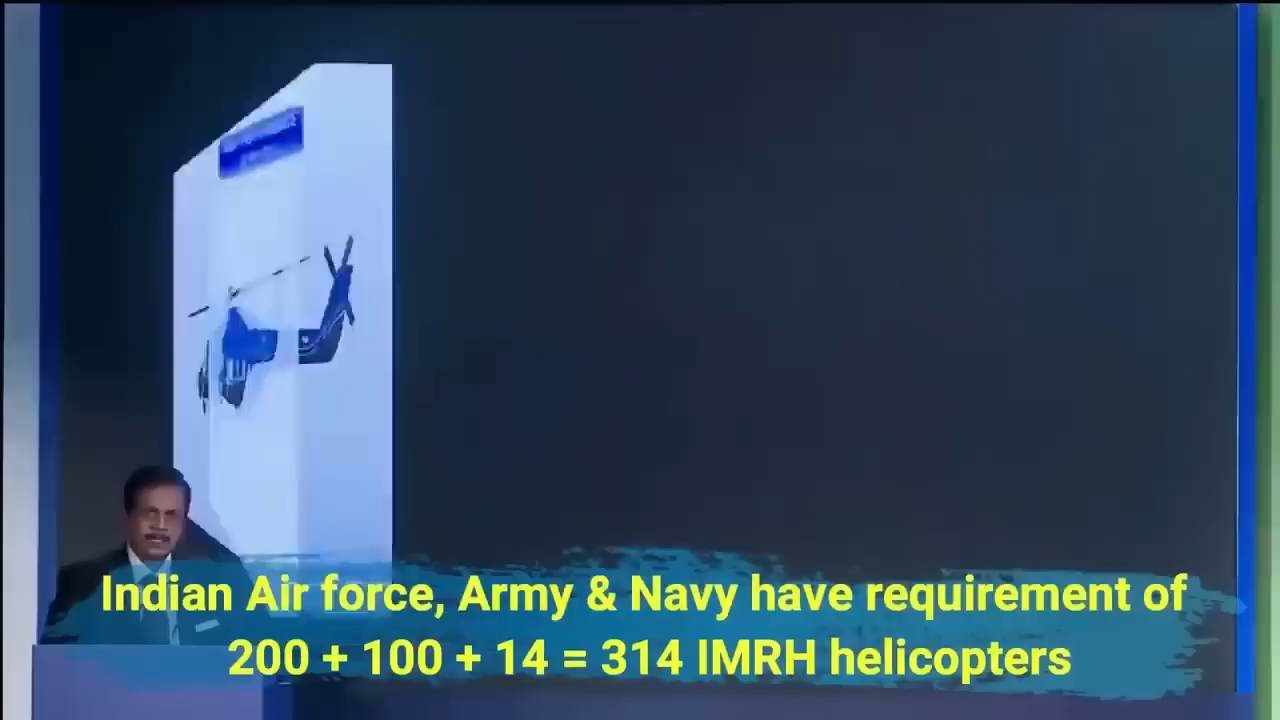 Indian Air force, Army & Navy have requirement of
200 + 100 + 14 = 314 IMRH helicopters